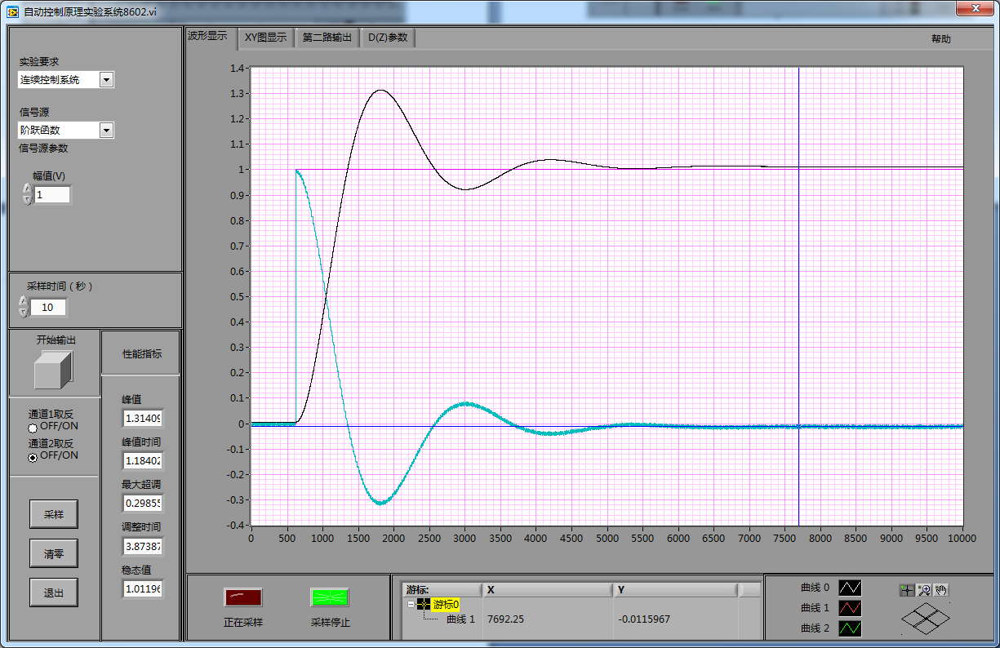 自动控制原理实验系统8602.vi
波形显示 XY图显示 第二路输出 D(Z)参数 帮助
实验要求
连续控制系统
信号源
阶跃函数
信号源参数
幅值(V)
1
采样时间（秒）
10
开始输出
通道1取反
OFF/ON
通道2取反
OFF/ON
采样
清零
退出
性能指标
峰值
1.31409
峰值时间
1.18402
最大超调
0.29855
调整时间
3.87387
稳态值
1.01196
1.4
1.3
1.2
1.1
1
0.9
0.8
0.7
0.6
0.5
0.4
0.3
0.2
0.1
0
-0.1
-0.2
-0.3
-0.4
0 500 1000 1500 2000 2500 3000 3500 4000 4500 5000 5500 6000 6500 7000 7500 8000 8500 9000 9500 10000
正在采样 采样停止
游标: X Y
游标0
曲线 1 7692.25 -0.0115967
曲线 0
曲线 1
曲线 2